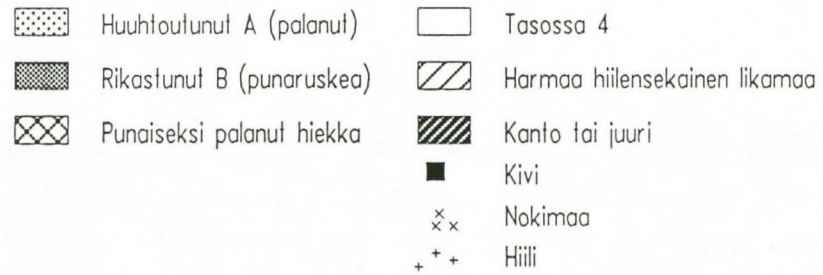 Huuhtoutunut A (palanut)
Rikastunut B (punaruskea)
Punaiseksi palanut hiekka
Tasossa 4
Harmaa hiilensekainen likamaa
Kanto tai juuri
Kivi
Nokimaa
Hiili